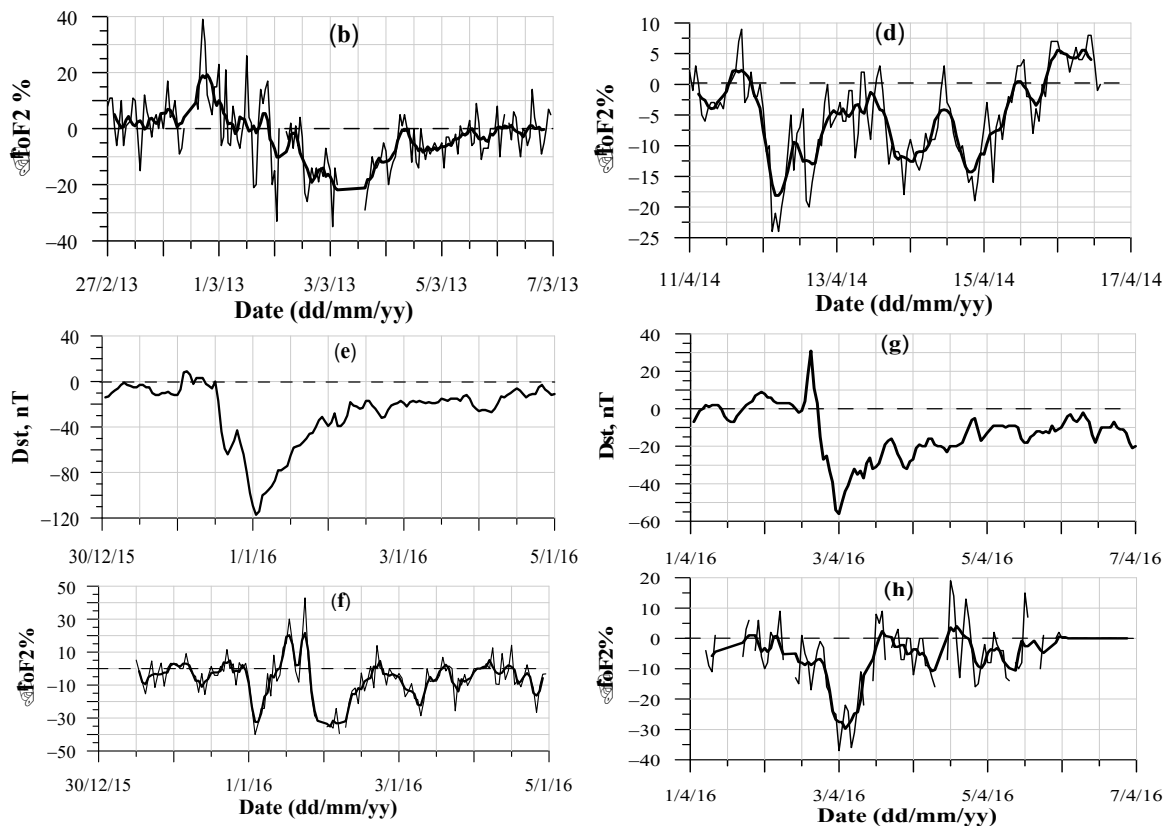 (b)
40
20
0
−20
−40
foF2 %
27/2/13 1/3/13 3/3/13 5/3/13 7/3/13
Date (dd/mm/yy)
(d)
10
5
0
−5
−10
−15
−20
−25
foF2%
11/4/14 13/4/14 15/4/14 17/4/14
Date (dd/mm/yy)
(e)
40
0
−40
−80
−120
Dst, nT
30/12/15 1/1/16 3/1/16 5/1/16
(g)
40
20
0
−20
−40
−60
Dst, nT
1/4/16 3/4/16 5/4/16 7/4/16
(f)
50
30
10
−10
−30
−50
foF2%
30/12/15 1/1/16 3/1/16 5/1/16
Date (dd/mm/yy)
(h)
20
10
0
−10
−20
−30
−40
foF2%
1/4/16 3/4/16 5/4/16 7/4/16
Date (dd/mm/yy)